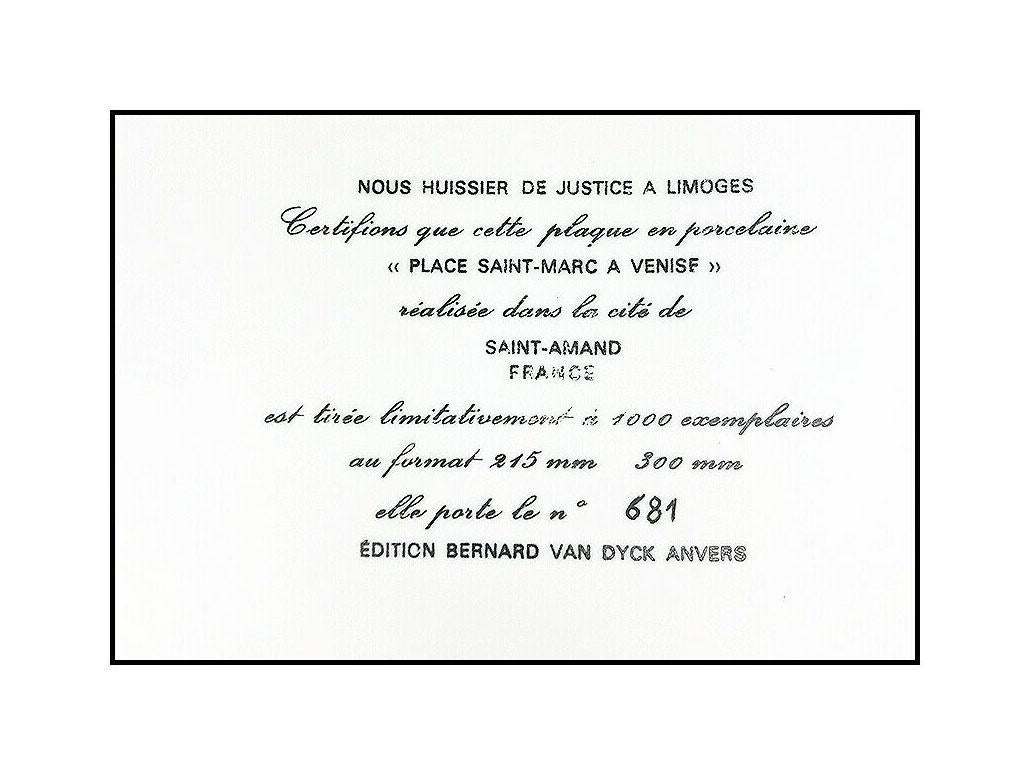 NOUS HUISSIER DE JUSTICE A LIMOGES
Certifions que cette plaque en porcelaine
« PLACE SAINT-MARC A VENISE »
réalisée dans la cité de
SAINT-AMAND
FRANCE
est tirée limitativement à 1000 exemplaires
au format 215 mm 300 mm
elle porte le n° 681
ÉDITION BERNARD VAN DYCK ANVERS